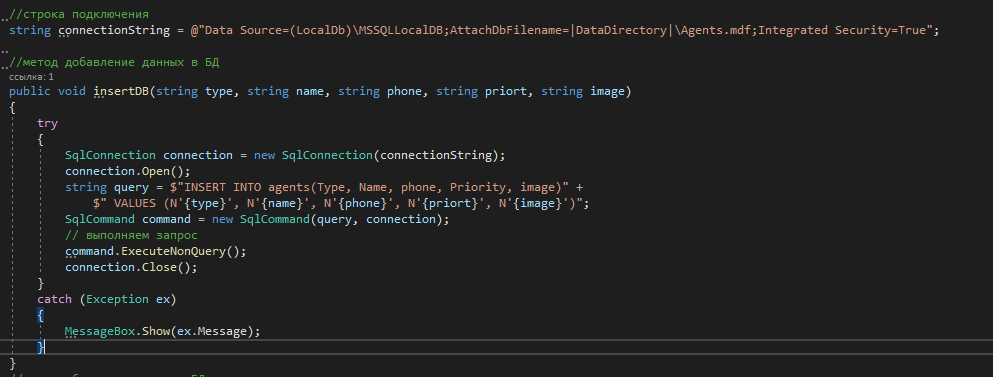 //строка подключения
string connectionString = @"Data Source=(LocalDb)\MSSQLLocalDB;AttachDbFilename=|DataDirectory|\Agents.mdf;Integrated Security=True";
//метод добавление данных в БД
ссылка: 1
public void insertDB(string type, string name, string phone, string priort, string image)
{
try
{
SqlConnection connection = new SqlConnection(connectionString);
connection.Open();
string query = $"INSERT INTO agents(Type, Name, phone, Priority, image)" +
$" VALUES (N'{type}', N'{name}', N'{phone}', N'{priort}', N'{image}')";
SqlCommand command = new SqlCommand(query, connection);
// выполняем запрос
command.ExecuteNonQuery();
connection.Close();
}
catch (Exception ex)
{
MessageBox.Show(ex.Message);
}
}